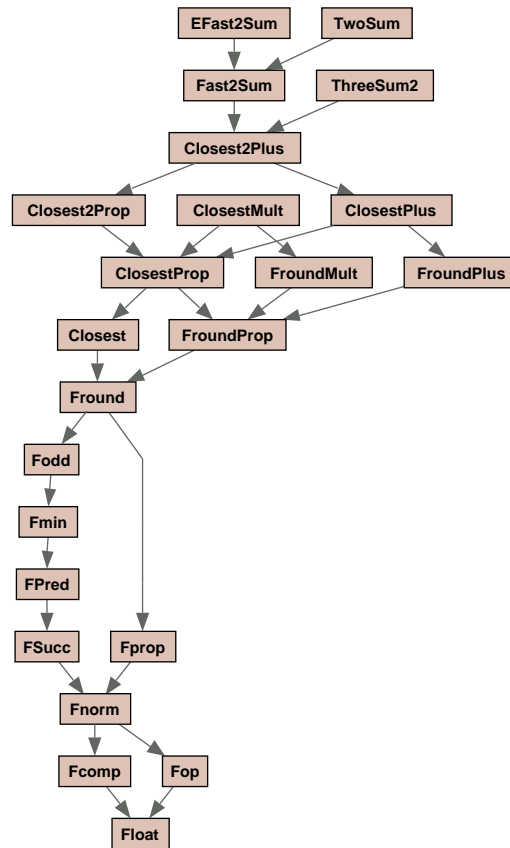 EFast2Sum
TwoSum
Fast2Sum
ThreeSum2
Closest2Plus
Closest2Prop
ClosestMult
ClosestPlus
ClosestProp
FroundMult
FroundPlus
Closest
FroundProp
Fround
Fodd
Fmin
FPred
FSucc
Fprop
Fnorm
Fcomp
Fop
Float